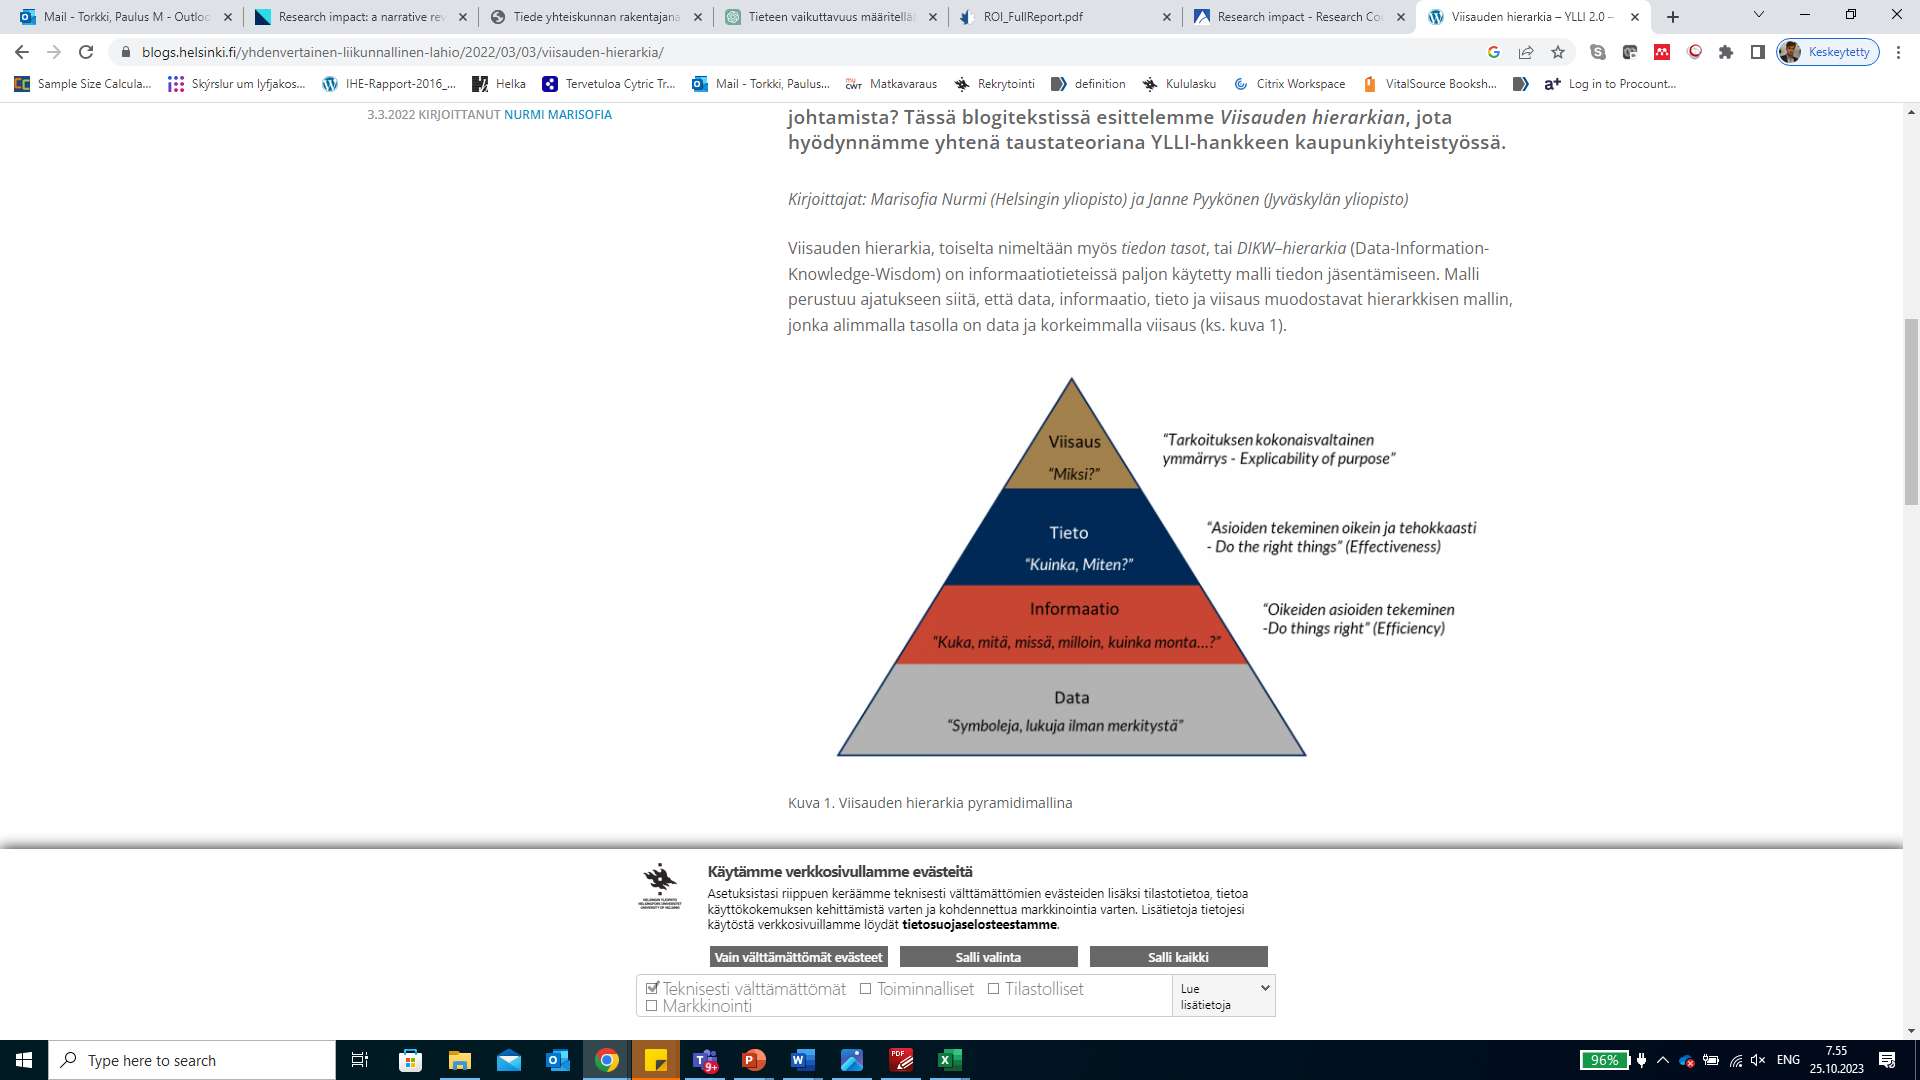 Mail - Torkki, Paulus M - Outloo
Research impact: a narrative rev
Tiede yhteiskunnan rakentajana
Tieteen vaikuttavuus määritellä
ROI_FullReport.pdf
Research impact - Research Cou
Viisauden hierarkia – YLLI 2.0 –
blogs.helsinki.fi/yhdenvertainen-liikunnallinen-lahio/2022/03/03/viisauden-hierarkia/
Keskeytetty
Sample Size Calcula...
Skýrslur um lyfjakos...
IHE-Rapport-2016_...
Helka
Tervetuloa Cytric Tr...
Mail - Torkki, Paulus...
my CWT
Matkavaraus
Rekrytointi
definition
Kululasku
Citrix Workspace
VitalSource Booksh...
a+
Log in to Procount...
3.3.2022 KIRJOITTANUT NURMI MARISOFIA
johtamista? Tässä blogitekstissä esittelemme Viisauden hierarkian, jota
hyödynnämme yhtenä taustateoriana YLLI-hankkeen kaupunkiyhteistyössä.
Kirjoittajat: Marisofia Nurmi (Helsingin yliopisto) ja Janne Pyykönen (Jyväskylän yliopisto)
Viisauden hierarkia, toiselta nimeltään myös tiedon tasot, tai DIKW–hierarkia (Data-Information-
Knowledge-Wisdom) on informaatiotieteissä paljon käytetty malli tiedon jäsentämiseen. Malli
perustuu ajatukseen siitä, että data, informaatio, tieto ja viisaus muodostavat hierarkkisen mallin,
jonka alimmalla tasolla on data ja korkeimmalla viisaus (ks. kuva 1).
Viisaus
“Miksi?”
“Tarkoituksen kokonaisvaltainen
ymmärrys - Explicability of purpose”
Tieto
“Kuinka, Miten?”
“Asioiden tekeminen oikein ja tehokkaasti
- Do the right things” (Effectiveness)
Informaatio
“Kuka, mitä, missä, milloin, kuinka monta...?”
“Oikeiden asioiden tekeminen
-Do things right” (Efficiency)
Data
“Symboleja, lukuja ilman merkitystä”
Kuva 1. Viisauden hierarkia pyramidimallina
Käytämme verkkosivullamme evästeitä
Asetuksistasi riippuen keräämme teknisesti välttämättömien evästeiden lisäksi tilastotietoa, tietoa
käyttökokemuksen kehittämistä varten ja kohdennettua markkinointia varten. Lisätietoja tietojesi
käytöstä verkkosivuillamme löydät tietosuojaselosteestamme.
HELSINGIN YLIOPISTO
HELSINGFORS UNIVERSITET
UNIVERSITY OF HELSINKI
Vain välttämättömät evästeet
Salli valinta
Salli kaikki
Teknisesti välttämättömät
Toiminnalliset
Tilastolliset
Markkinointi
Lue
lisätietoja
Type here to search
9+
PDF
96%
ENG
7.55
25.10.2023